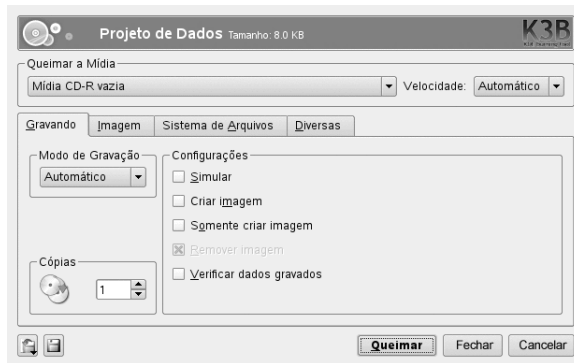 Projeto de Dados Tamanho: 8.0 KB
K3B
Queimar a Mídia
Mídia CD-R vazia
Velocidade: Automático
Gravando Imagem Sistema de Arquivos Diversas
Modo de Gravação
Automático
Configurações
Simular
Criar imagem
Somente criar imagem
Remover imagem
Verificar dados gravados
Cópias
1
Queimar Fechar Cancelar